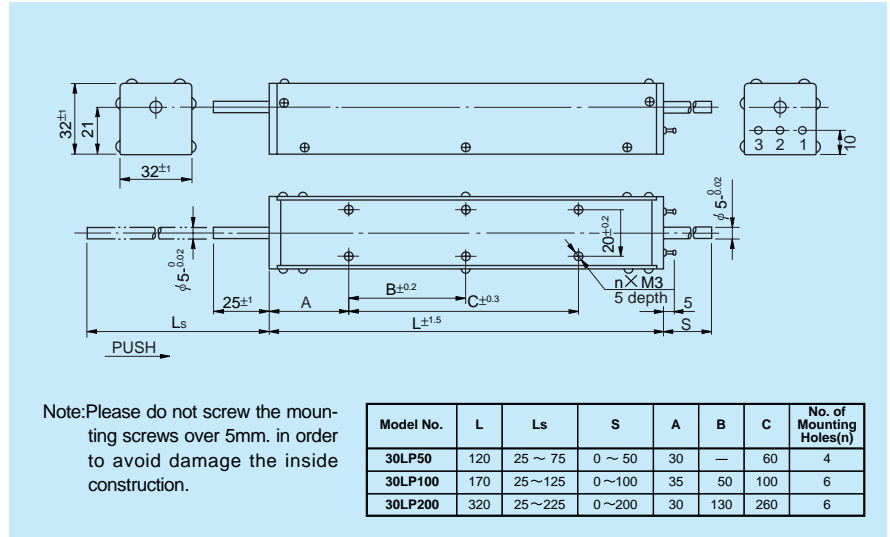 32±1
21
32±1
3 2 1
10
φ5-0
0.02
φ5-0
0.02
20±0.2
n×M3
5 depth
B±0.2
C±0.3
25±1
A
5
Ls
L±1.5
S
PUSH
Note:Please do not screw the moun-
ting screws over 5mm. in order
to avoid damage the inside
construction.
Model No. L Ls S A B C No. of Mounting Holes(n)
30LP50 120 25～75 0～50 30 — 60 4
30LP100 170 25～125 0～100 35 50 100 6
30LP200 320 25～225 0～200 30 130 260 6